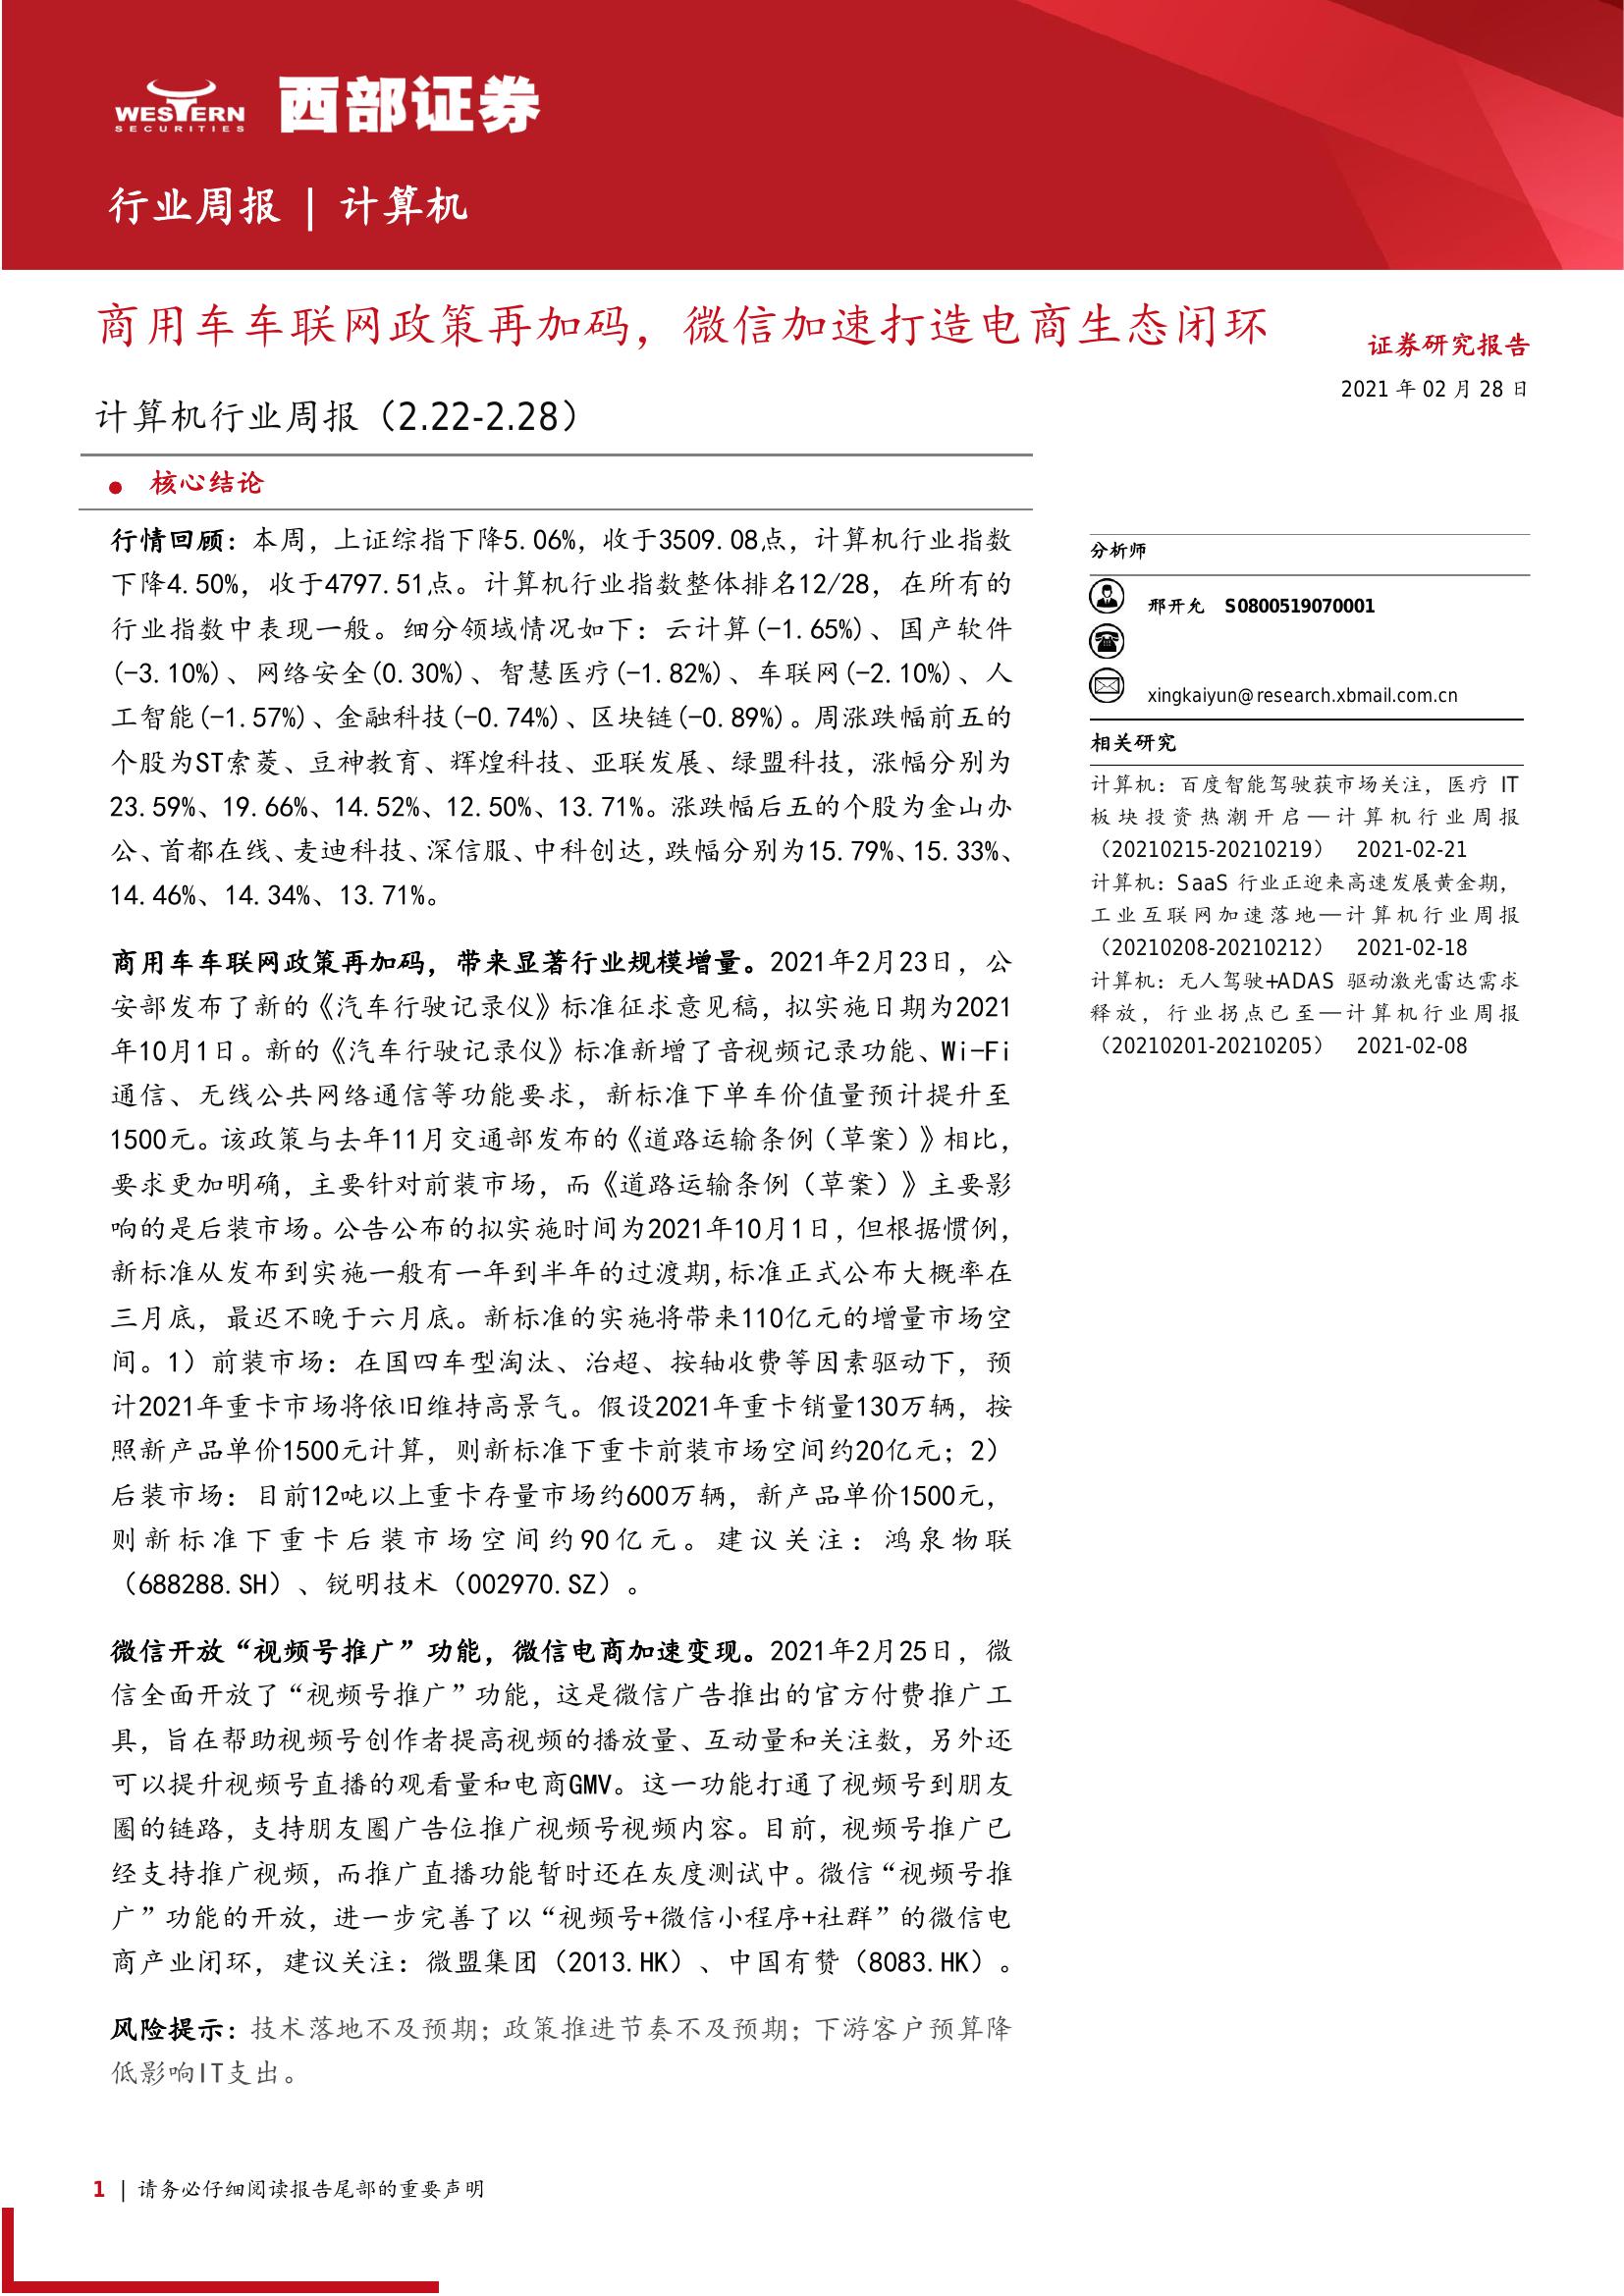 WESTERN
SECURITIES
西部证券
行业周报 | 计算机
商用车车联网政策再加码，微信加速打造电商生态闭环
证券研究报告
2021 年 02 月 28 日
计算机行业周报（2.22-2.28）
● 核心结论
行情回顾：本周，上证综指下降5.06%，收于3509.08点，计算机行业指数
下降4.50%，收于4797.51点。计算机行业指数整体排名12/28，在所有的
行业指数中表现一般。细分领域情况如下：云计算(-1.65%)、国产软件
(-3.10%)、网络安全(0.30%)、智慧医疗(-1.82%)、车联网(-2.10%)、人
工智能(-1.57%)、金融科技(-0.74%)、区块链(-0.89%)。周涨跌幅前五的
个股为ST索菱、豆神教育、辉煌科技、亚联发展、绿盟科技，涨幅分别为
23.59%、19.66%、14.52%、12.50%、13.71%。涨跌幅后五的个股为金山办
公、首都在线、麦迪科技、深信服、中科创达，跌幅分别为15.79%、15.33%、
14.46%、14.34%、13.71%。
商用车车联网政策再加码，带来显著行业规模增量。2021年2月23日，公
安部发布了新的《汽车行驶记录仪》标准征求意见稿，拟实施日期为2021
年10月1日。新的《汽车行驶记录仪》标准新增了音视频记录功能、Wi-Fi
通信、无线公共网络通信等功能要求，新标准下单车价值量预计提升至
1500元。该政策与去年11月交通部发布的《道路运输条例（草案）》相比，
要求更加明确，主要针对前装市场，而《道路运输条例（草案）》主要影
响的是后装市场。公告公布的拟实施时间为2021年10月1日，但根据惯例，
新标准从发布到实施一般有一年到半年的过渡期，标准正式公布大概率在
三月底，最迟不晚于六月底。新标准的实施将带来110亿元的增量市场空
间。1）前装市场：在国四车型淘汰、治超、按轴收费等因素驱动下，预
计2021年重卡市场将依旧维持高景气。假设2021年重卡销量130万辆，按
照新产品单价1500元计算，则新标准下重卡前装市场空间约20亿元；2）
后装市场：目前12吨以上重卡存量市场约600万辆，新产品单价1500元，
则新标准下重卡后装市场空间约90亿元。建议关注：鸿泉物联
（688288.SH）、锐明技术（002970.SZ）。
微信开放“视频号推广”功能，微信电商加速变现。2021年2月25日，微
信全面开放了“视频号推广”功能，这是微信广告推出的官方付费推广工
具，旨在帮助视频号创作者提高视频的播放量、互动量和关注数，另外还
可以提升视频号直播的观看量和电商GMV。这一功能打通了视频号到朋友
圈的链路，支持朋友圈广告位推广视频号视频内容。目前，视频号推广已
经支持推广视频，而推广直播功能暂时还在灰度测试中。微信“视频号推
广”功能的开放，进一步完善了以“视频号+微信小程序+社群”的微信电
商产业闭环，建议关注：微盟集团（2013.HK）、中国有赞（8083.HK）。
风险提示：技术落地不及预期；政策推进节奏不及预期；下游客户预算降
低影响IT支出。
分析师
邢开允 S0800519070001
xingkaiyun@research.xbmail.com.cn
相关研究
计算机：百度智能驾驶获市场关注，医疗 IT
板块投资热潮开启—计算机行业周报
（20210215-20210219） 2021-02-21
计算机：SaaS 行业正迎来高速发展黄金期，
工业互联网加速落地—计算机行业周报
（20210208-20210212） 2021-02-18
计算机：无人驾驶+ADAS 驱动激光雷达需求
释放，行业拐点已至—计算机行业周报
（20210201-20210205） 2021-02-08
1 | 请务必仔细阅读报告尾部的重要声明